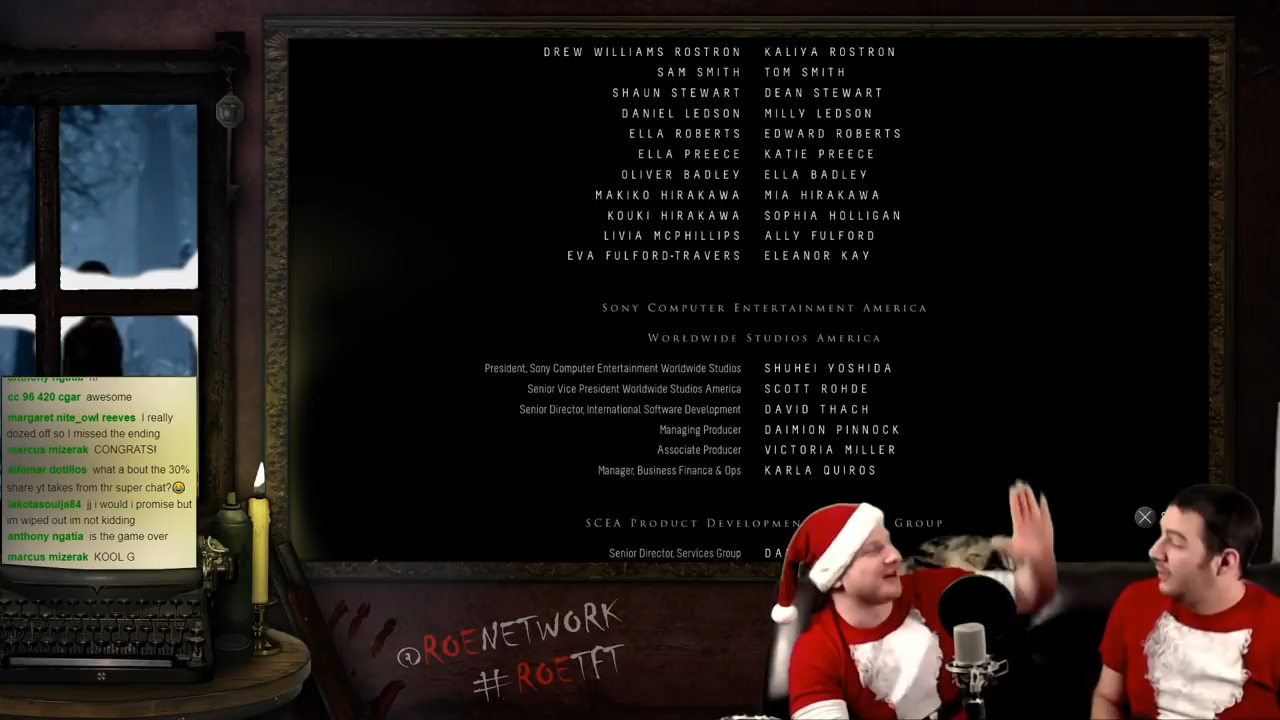 DREW WILLIAMS ROSTRON KALIYA ROSTRON
SAM SMITH TOM SMITH
SHAUN STEWART DEAN STEWART
DANIEL LEDSON MILLY LEDSON
ELLA ROBERTS EDWARD ROBERTS
ELLA PREECE KATIE PREECE
OLIVER BADLEY ELLA BADLEY
MAKIKO HIRAKAWA MIA HIRAKAWA
KOUKI HIRAKAWA SOPHIA HOLLIGAN
LIVIA MCPHILLIPS ALLY FULFORD
EVA FULFORD-TRAVERS ELEANOR KAY
SONY COMPUTER ENTERTAINMENT AMERICA
WORLDWIDE STUDIOS AMERICA
President, Sony Computer Entertainment Worldwide Studios SHUHEI YOSHIDA
Senior Vice President Worldwide Studios America SCOTT ROHDE
Senior Director, International Software Development DAVID THACH
Managing Producer DAIMION PINNOCK
Associate Producer VICTORIA MILLER
Manager, Business Finance & Ops KARLA QUIROS
SCEA PRODUCT GROUP
Senior Director, Services Group
cc 96 420 cgar awesome
margaret nite_owl reeves I really
dozed off so I missed the ending
marcus mizerak CONGRATS!
dotillos what a bout the 30%
share yt takes from thr super chat?😀
iakotasoulja84 jj i would i promise but
im wiped out im not kidding
anthony ngatia is the game over
marcus mizerak KOOL G
@ROENETWORK
#ROETFT